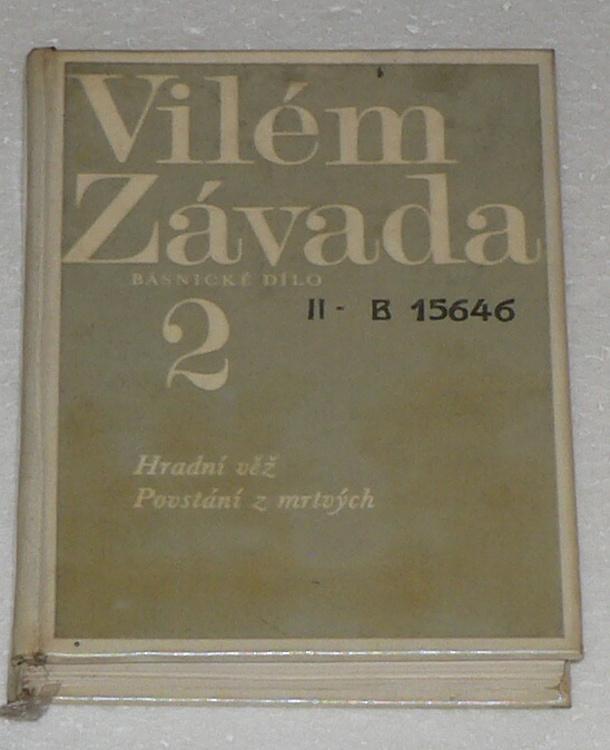 Vilém
Závada
BÁSNICKÉ DÍLO
2
II - B 15646
Hradní věž
Povstání z mrtvých